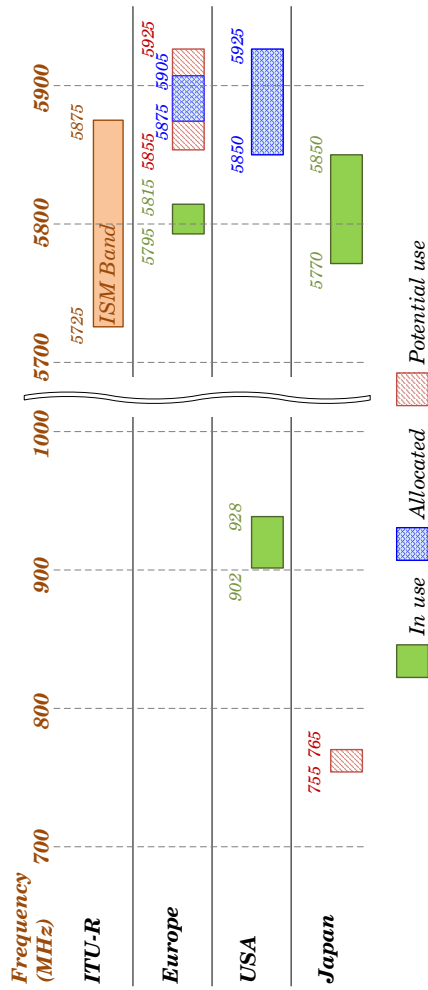 Frequency
(MHz)
700
800
900
1000
5700
5800
5900
ITU-R
5725
5875
ISM Band
Europe
5795
5815
5855
5875
5905
5925
USA
902
928
5850
5925
Japan
755
765
5770
5850
In use
Allocated
Potential use